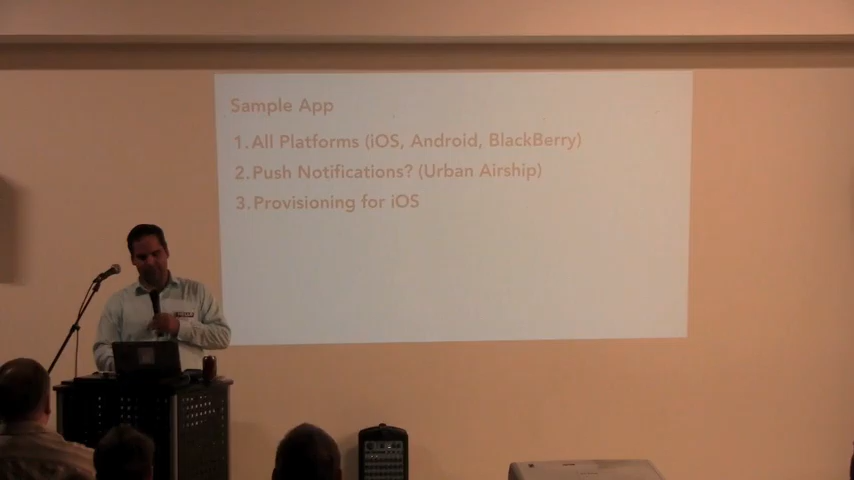 Sample App
1. All Platforms (iOS, Android, BlackBerry)
2. Push Notifications? (Urban Airship)
3. Provisioning for iOS